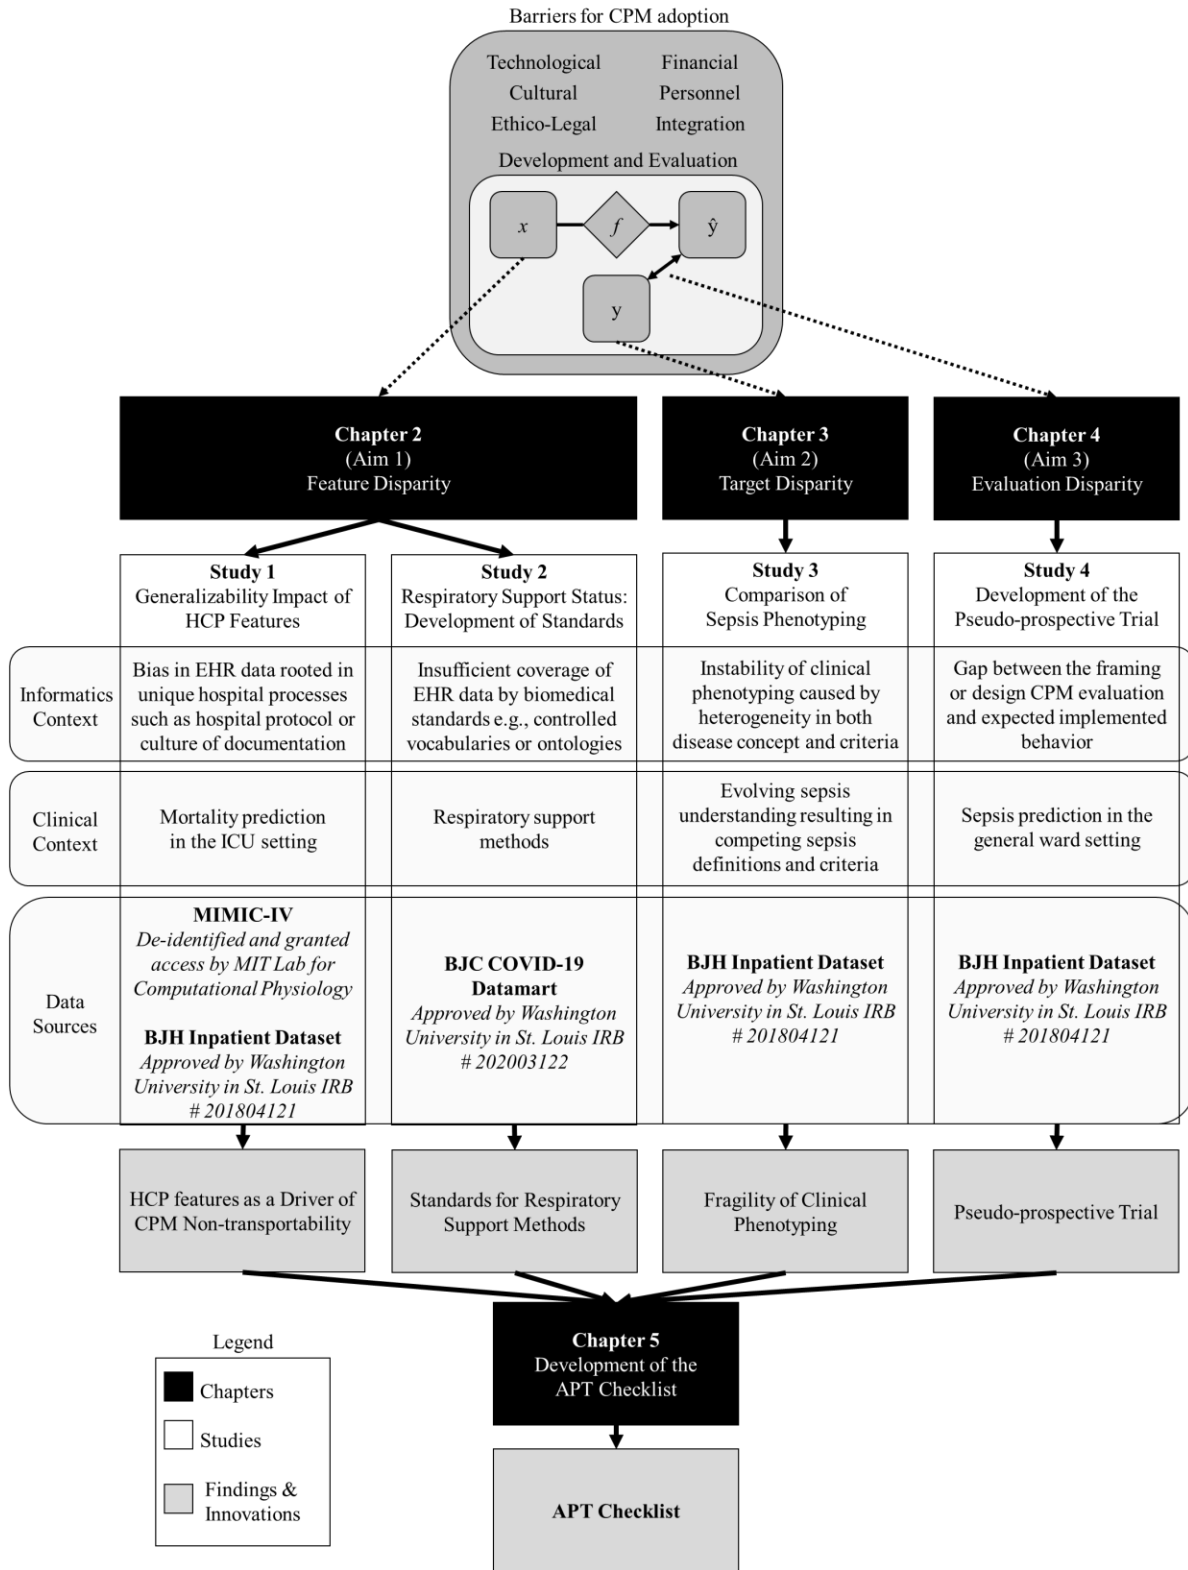 Barriers for CPM adoption
Technological
Financial
Cultural
Personnel
Ethico-Legal
Integration
Development and Evaluation
x
f
ŷ
y
Chapter 2
(Aim 1)
Feature Disparity
Chapter 3
(Aim 2)
Target Disparity
Chapter 4
(Aim 3)
Evaluation Disparity
Study 1
Generalizability Impact of
HCP Features
Study 2
Respiratory Support Status:
Development of Standards
Study 3
Comparison of
Sepsis Phenotyping
Study 4
Development of the
Pseudo-prospective Trial
Informatics
Context
Bias in EHR data rooted in
unique hospital processes
such as hospital protocol or
culture of documentation
Insufficient coverage of
EHR data by biomedical
standards e.g., controlled
vocabularies or ontologies
Instability of clinical
phenotyping caused by
heterogeneity in both
disease concept and criteria
Gap between the framing
or design CPM evaluation
and expected implemented
behavior
Clinical
Context
Mortality prediction
in the ICU setting
Respiratory support
methods
Evolving sepsis
understanding resulting in
competing sepsis
definitions and criteria
Sepsis prediction in the
general ward setting
Data
Sources
MIMIC-IV
De-identified and granted
access by MIT Lab for
Computational Physiology
BJH Inpatient Dataset
Approved by Washington
University in St. Louis IRB
# 201804121
BJC COVID-19
Datamart
Approved by Washington
University in St. Louis IRB
# 202003122
BJH Inpatient Dataset
Approved by Washington
University in St. Louis IRB
# 201804121
BJH Inpatient Dataset
Approved by Washington
University in St. Louis IRB
# 201804121
HCP features as a Driver of
CPM Non-transportability
Standards for Respiratory
Support Methods
Fragility of Clinical
Phenotyping
Pseudo-prospective Trial
Chapter 5
Development of the
APT Checklist
APT Checklist
Legend
Chapters
Studies
Findings &
Innovations